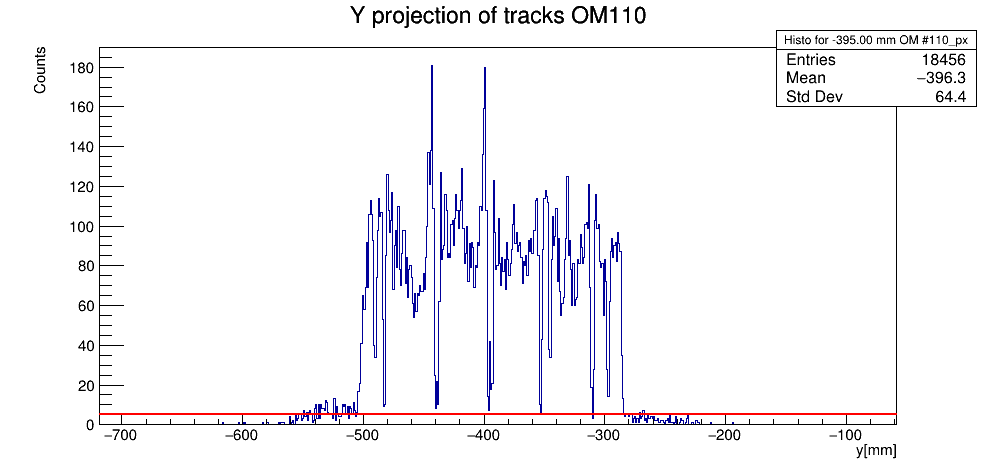 Y projection of tracks OM110
Histo for -395.00 mm OM #110_px
Entries 18456
Mean −396.3
Std Dev 64.4
Counts
180
160
140
120
100
80
60
40
20
0
−700 −600 −500 −400 −300 −200 −100
y[mm]